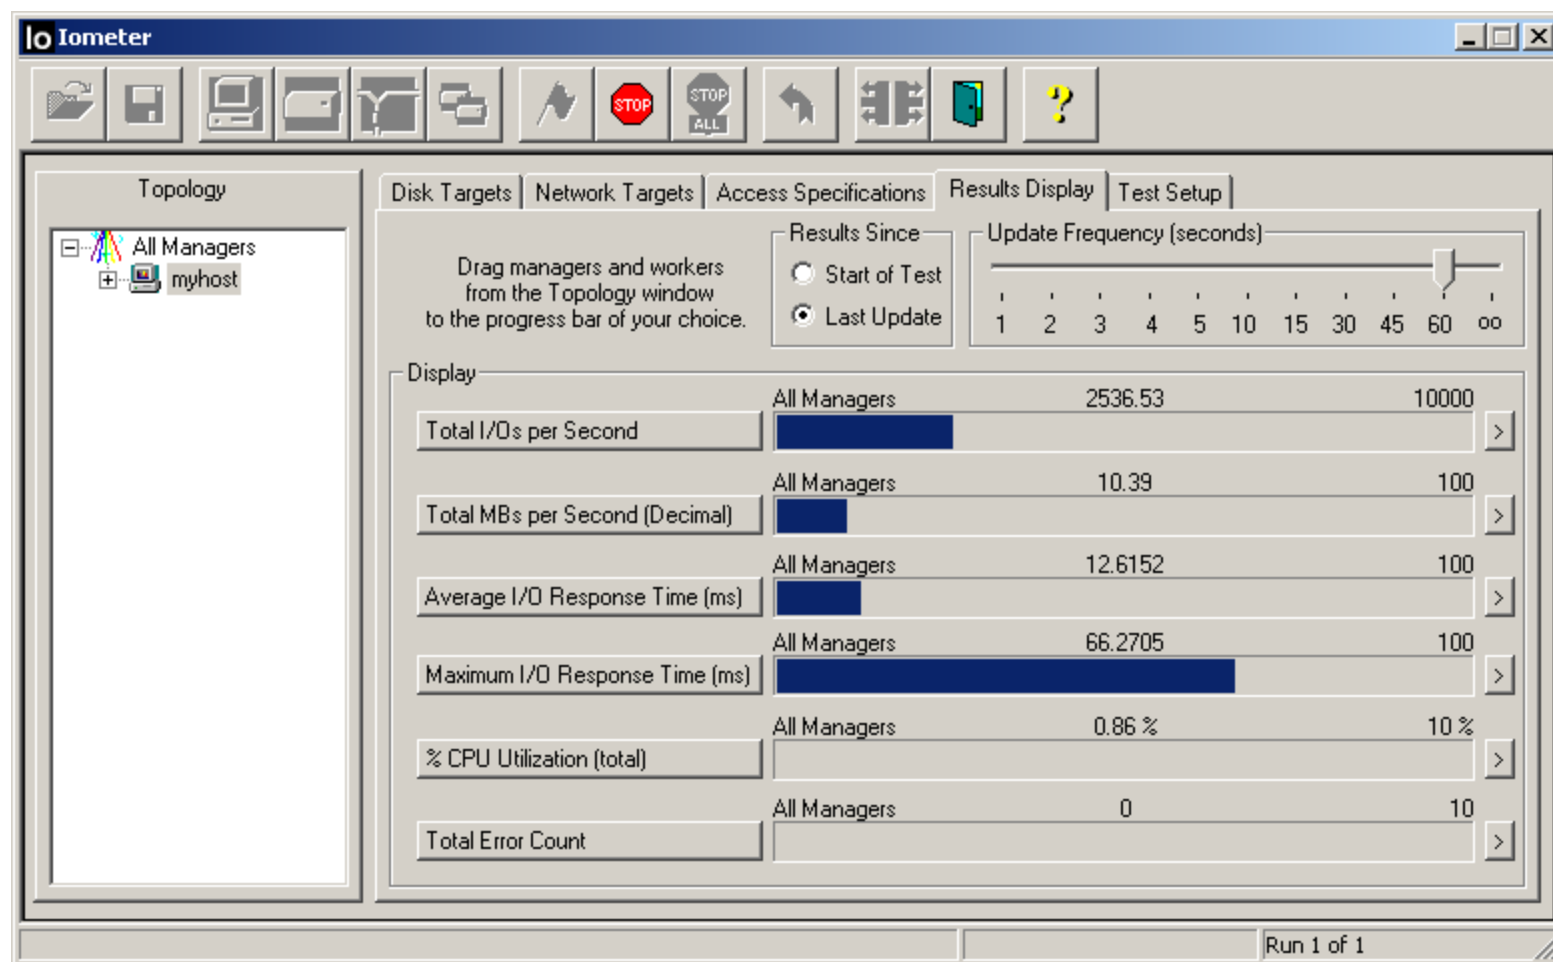 Io Iometer
STOP
STOP
ALL
?
Topology
All Managers
myhost
Disk Targets
Network Targets
Access Specifications
Results Display
Test Setup
Drag managers and workers
from the Topology window
to the progress bar of your choice.
Results Since
Start of Test
Last Update
Update Frequency (seconds)
1 2 3 4 5 10 15 30 45 60 oo
Display
All Managers 2536.53 10000
Total I/Os per Second >
All Managers 10.39 100
Total MBs per Second (Decimal) >
All Managers 12.6152 100
Average I/O Response Time (ms) >
All Managers 66.2705 100
Maximum I/O Response Time (ms) >
All Managers 0.86 % 10 %
% CPU Utilization (total) >
All Managers 0 10
Total Error Count >
Run 1 of 1